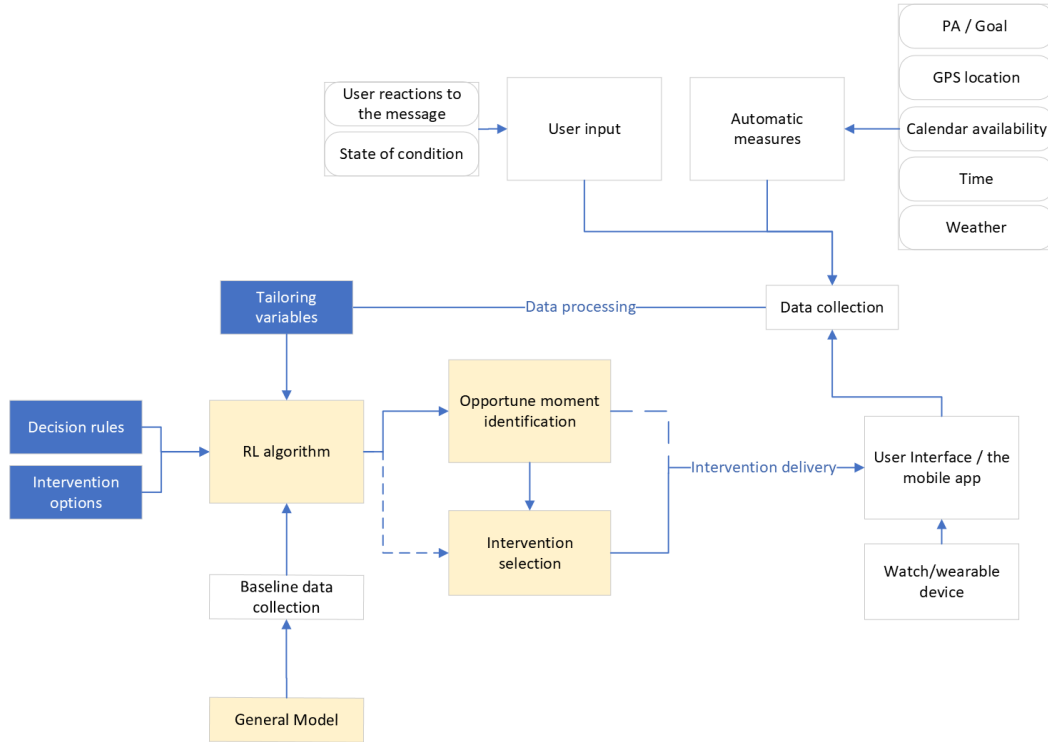 PA / Goal
GPS location
Calendar availability
Time
Weather
User reactions to
the message
State of condition
User input
Automatic
measures
Tailoring
variables
Data processing
Data collection
Decision rules
Intervention
options
RL algorithm
Opportune moment
identification
Intervention
selection
Intervention delivery
User Interface / the
mobile app
Watch/wearable
device
Baseline data
collection
General Model